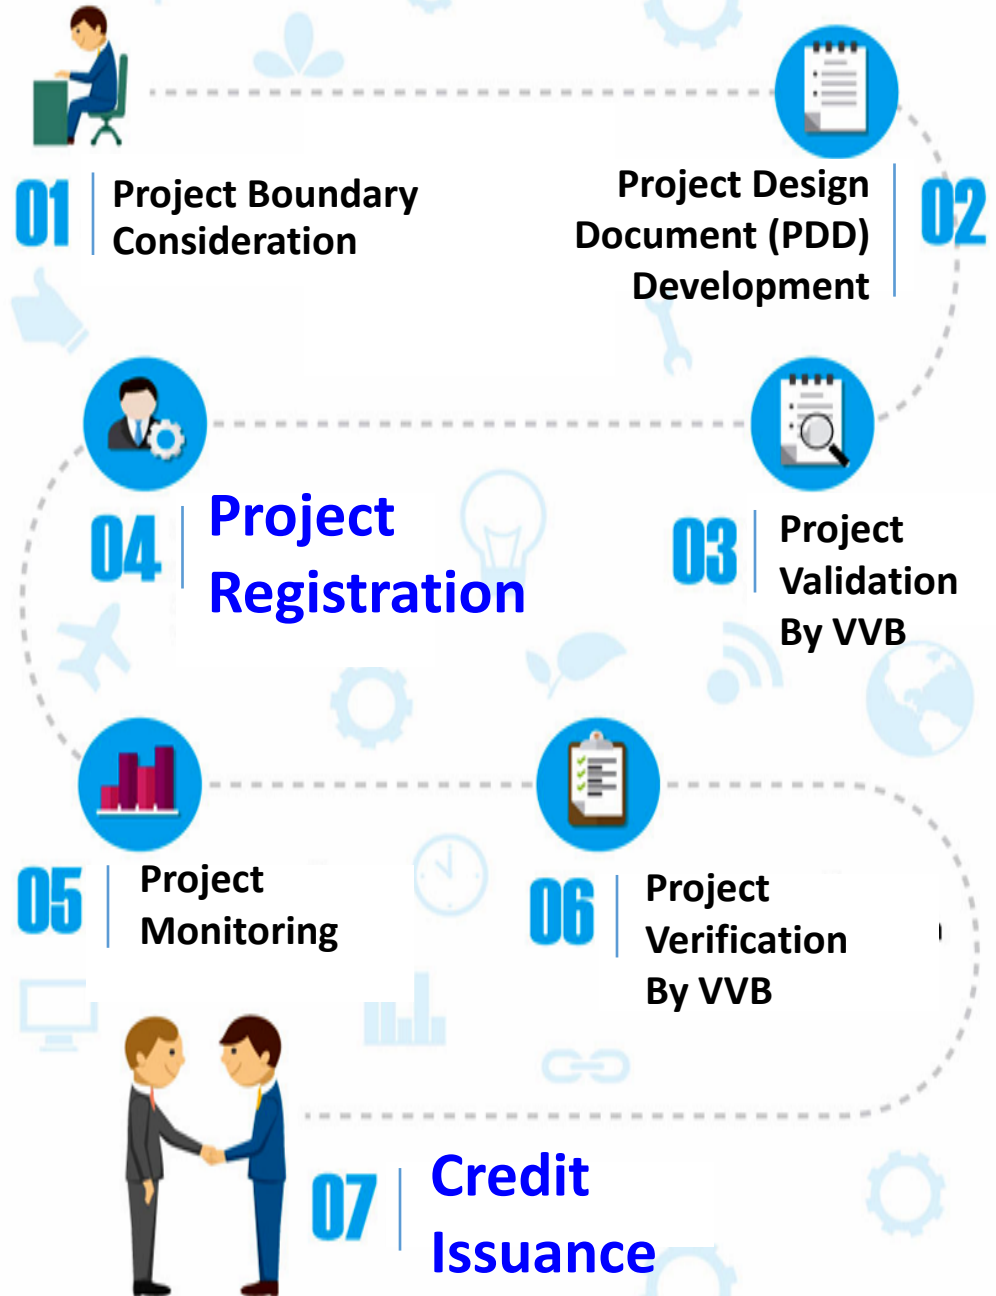 01
Project Boundary
Consideration
Project Design
Document (PDD)
Development
02
03
Project
Validation
By VVB
04
Project
Registration
05
Project
Monitoring
06
Project
Verification
By VVB
07
Credit
Issuance